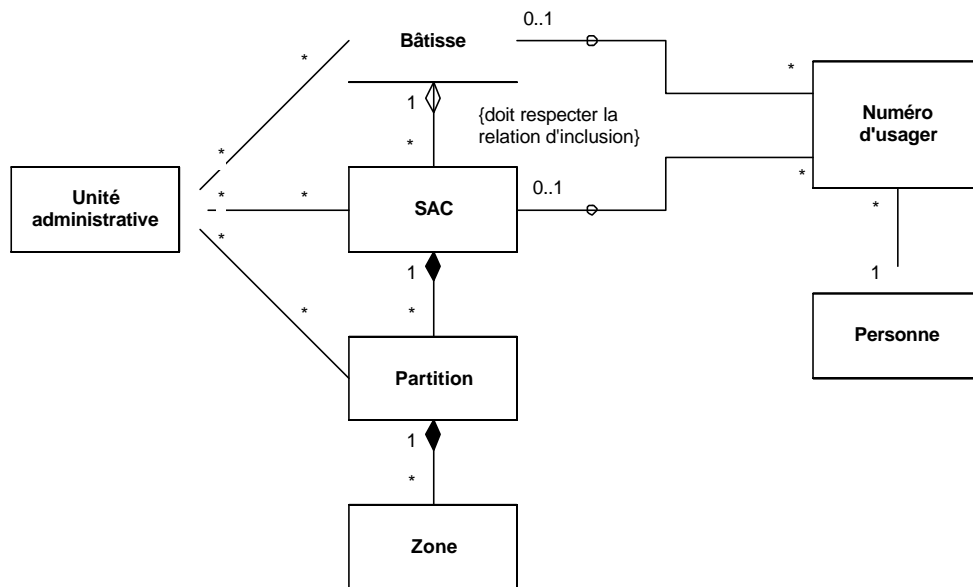 0..1
Bâtisse
*
*
1
{doit respecter la
relation d'inclusion}
Numéro
d'usager
*
*
*
0..1
Unité
administrative
*
*
SAC
*
*
1
1
*
*
Personne
Partition
1
*
Zone